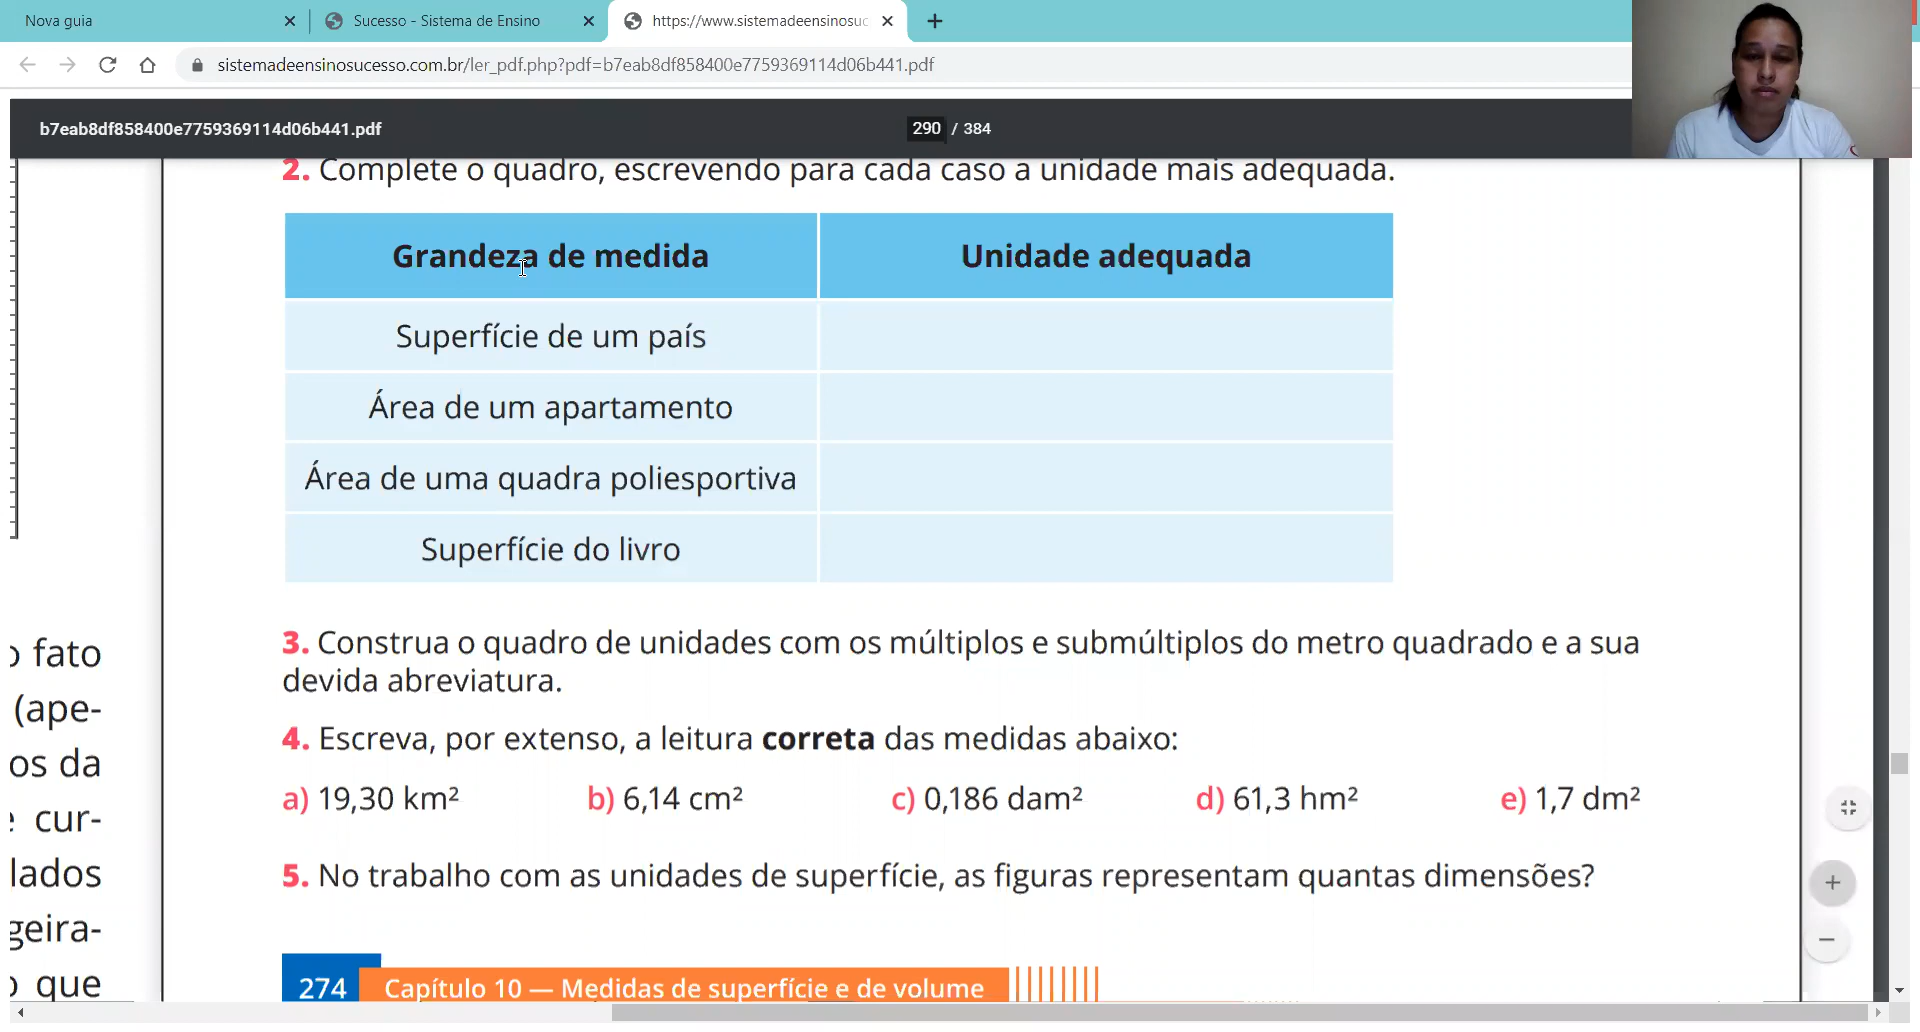 Nova guia
Sucesso - Sistema de Ensino
https://www.sistemadeensinosuc
sistemadeensinosucesso.com.br/ler_pdf.php?pdf=b7eab8df858400e7759369114d06b441.pdf
b7eab8df858400e7759369114d06b441.pdf
290 / 384
2. Complete o quadro, escrevendo para cada caso a unidade mais adequada.
Grandeza de medida Unidade adequada
Superfície de um país
Área de um apartamento
Área de uma quadra poliesportiva
Superfície do livro
o fato
(ape-
os da
e cur-
lados
geira-
o que
3. Construa o quadro de unidades com os múltiplos e submúltiplos do metro quadrado e a sua
devida abreviatura.
4. Escreva, por extenso, a leitura correta das medidas abaixo:
a) 19,30 km² b) 6,14 cm² c) 0,186 dam² d) 61,3 hm² e) 1,7 dm²
5. No trabalho com as unidades de superfície, as figuras representam quantas dimensões?
274 Capítulo 10 — Medidas de superfície e de volume